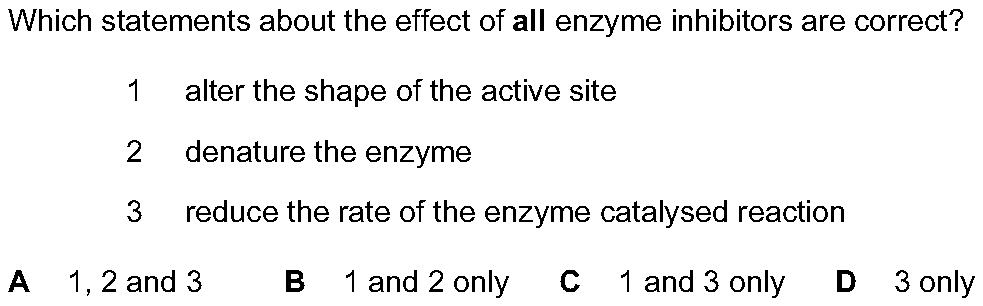 Which statements about the effect of all enzyme inhibitors are correct?
1 alter the shape of the active site
2 denature the enzyme
3 reduce the rate of the enzyme catalysed reaction
A 1, 2 and 3 B 1 and 2 only C 1 and 3 only D 3 only